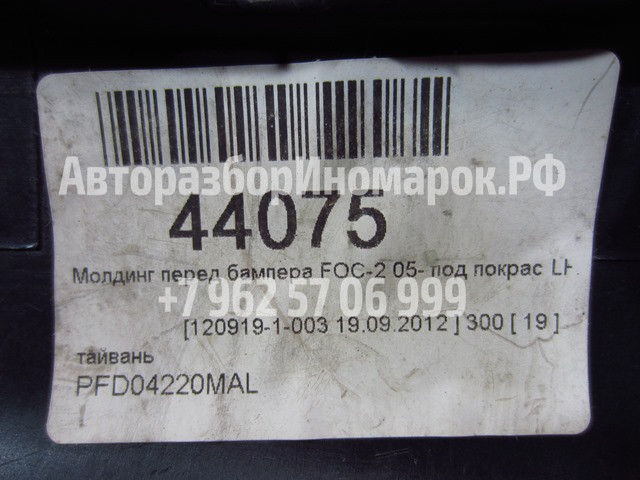 АвторазборИномарок.РФ
44075
Молдинг перед бампера FOC-2 05- под покрас LH
+7 962 57 06 999
[120919-1-003 19.09.2012 ] 300 [ 19 ]
тайвань
PFD04220MAL